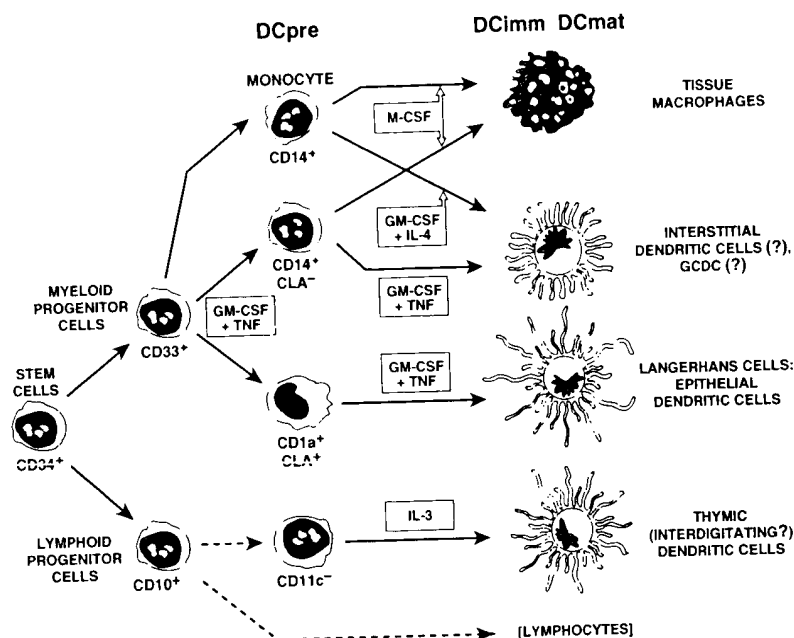 DCpre
DCimm DCmat
MONOCYTE
CD14+
M-CSF
TISSUE
MACROPHAGES
GM-CSF
+ IL-4
CD14+
CLA−
GM-CSF
+ TNF
INTERSTITIAL
DENDRITIC CELLS (?),
GCDC (?)
MYELOID
PROGENITOR
CELLS
CD33+
GM-CSF
+ TNF
GM-CSF
+ TNF
CD1a+
CLA+
LANGERHANS CELLS:
EPITHELIAL
DENDRITIC CELLS
STEM
CELLS
CD34+
LYMPHOID
PROGENITOR
CELLS
CD10+
CD11c−
IL-3
THYMIC
(INTERDIGITATING?)
DENDRITIC CELLS
[LYMPHOCYTES]